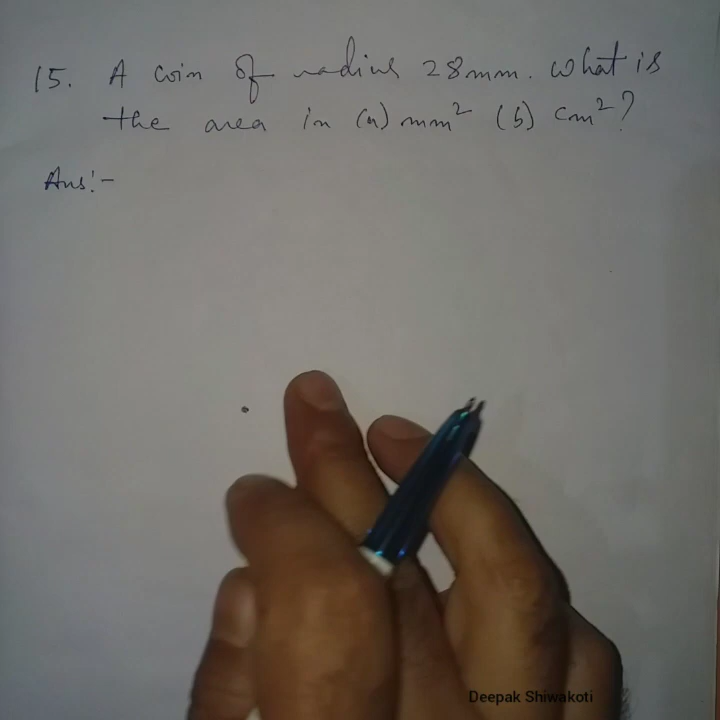 15. A coin of radius 28mm. What is
the area in (a) mm² (b) cm²?
Ans:-
Deepak Shiwakoti